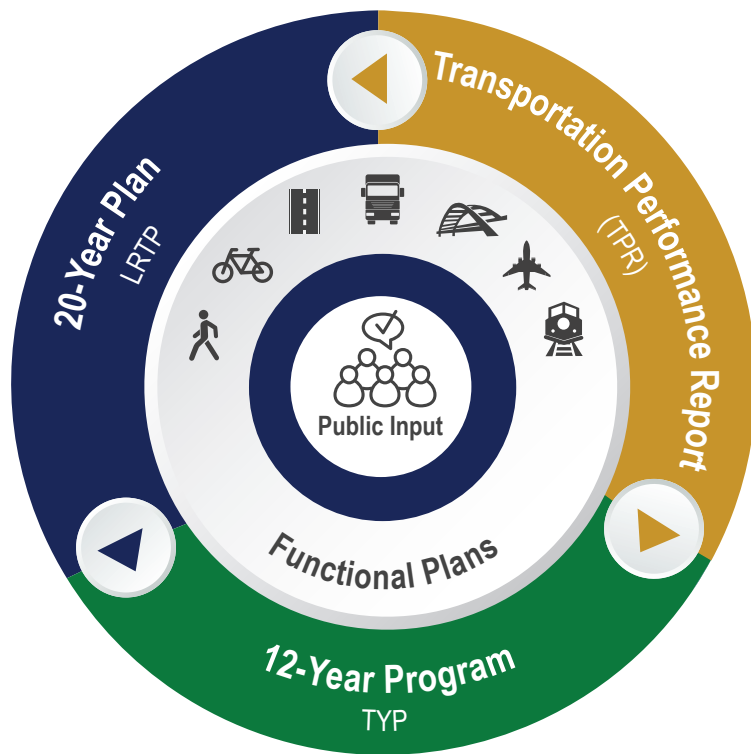 20-Year Plan
LRTP
Transportation Performance Report
(TPR)
Public Input
Functional Plans
12-Year Program
TYP